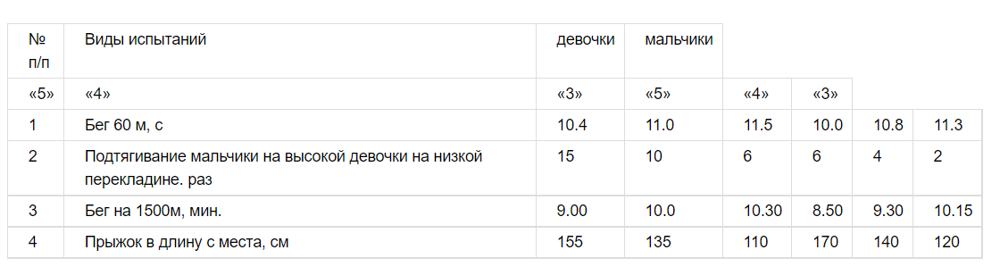 № п/п Виды испытаний девочки мальчики
«5» «4» «3» «5» «4» «3»
1 Бег 60 м, с 10.4 11.0 11.5 10.0 10.8 11.3
2 Подтягивание мальчики на высокой девочки на низкой перекладине. раз 15 10 6 6 4 2
3 Бег на 1500м, мин. 9.00 10.0 10.30 8.50 9.30 10.15
4 Прыжок в длину с места, см 155 135 110 170 140 120